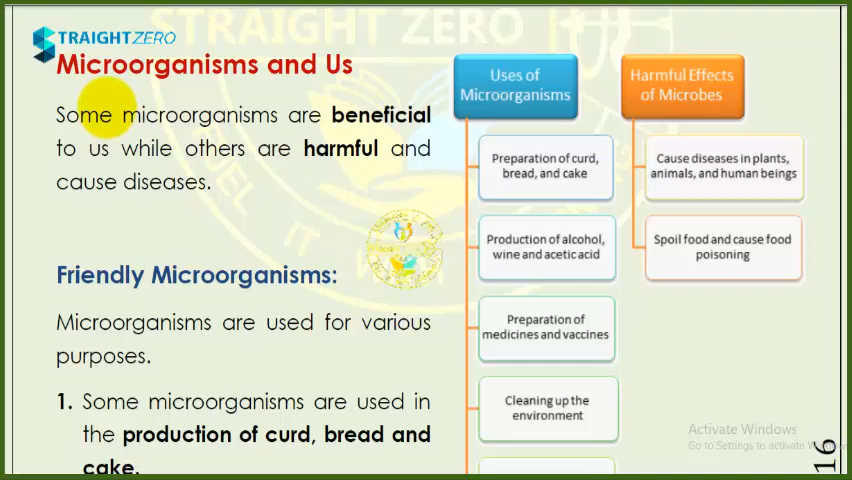 STRAIGHT ZERO
STRAIGHTZERO
Microorganisms and Us
Some microorganisms are beneficial
to us while others are harmful and
cause diseases.
Friendly Microorganisms:
Microorganisms are used for various
purposes.
1. Some microorganisms are used in
the production of curd, bread and
cake.
Uses of
Microorganisms
Preparation of curd,
bread, and cake
Production of alcohol,
wine and acetic acid
Preparation of
medicines and vaccines
Cleaning up the
environment
Harmful Effects
of Microbes
Cause diseases in plants,
animals, and human beings
Spoil food and cause food
poisoning
Activate Windows
Go to Settings to activate Windows
16